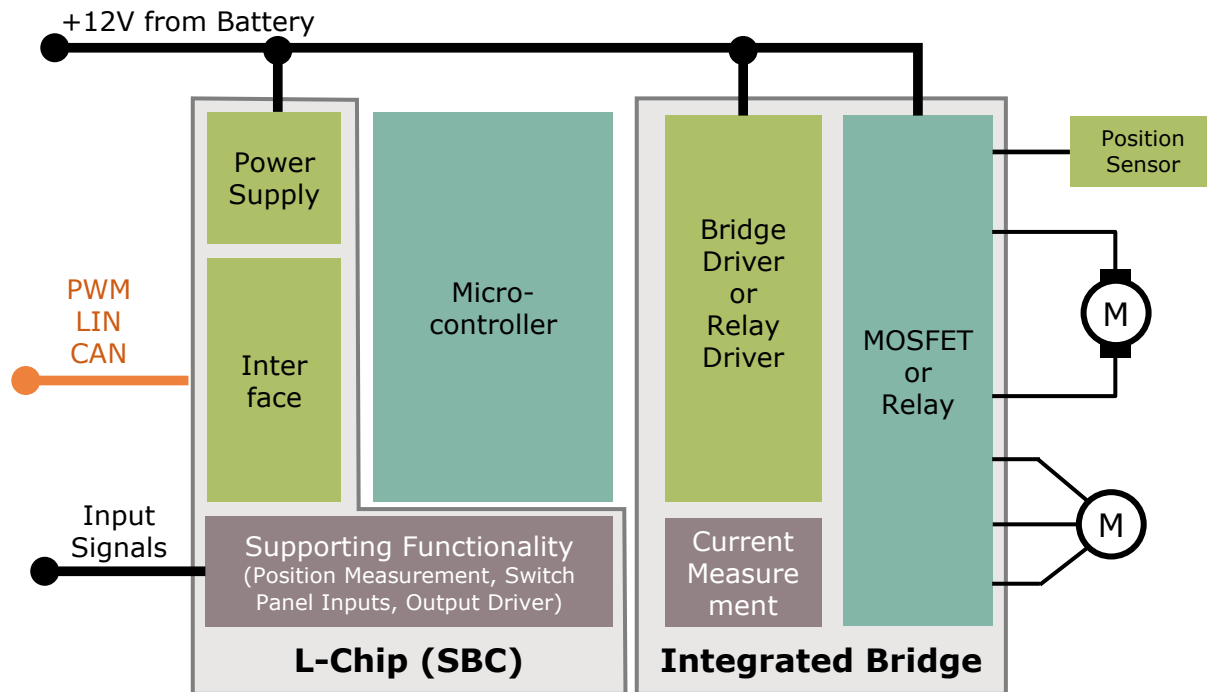 +12V from Battery
Power
Supply
Micro-
controller
Bridge
Driver
or
Relay
Driver
MOSFET
or
Relay
Position
Sensor
M
PWM
LIN
CAN
Inter
face
M
Input
Signals
Supporting Functionality
(Position Measurement, Switch
Panel Inputs, Output Driver)
Current
Measure
ment
L-Chip (SBC)
Integrated Bridge